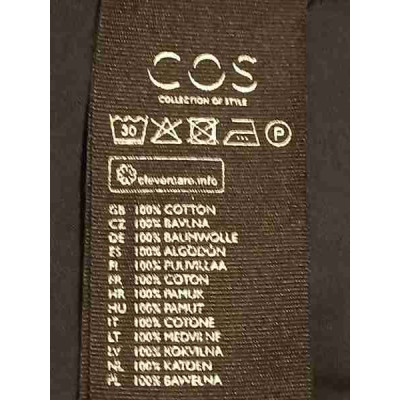 COS
COLLECTION OF STYLE
30 P
clevercare.info
GB 100% COTTON
CZ 100% BAVLNA
DE 100% BAUMWOLLE
ES 100% ALGODÓN
FI 100% PUUVILLAA
FR 100% COTON
HR 100% PAMUK
HU 100% PAMUT
IT 100% COTONE
LT 100% MEDVILNE
LV 100% KOKVILNA
NL 100% KATOEN
PL 100% BAWEŁNA